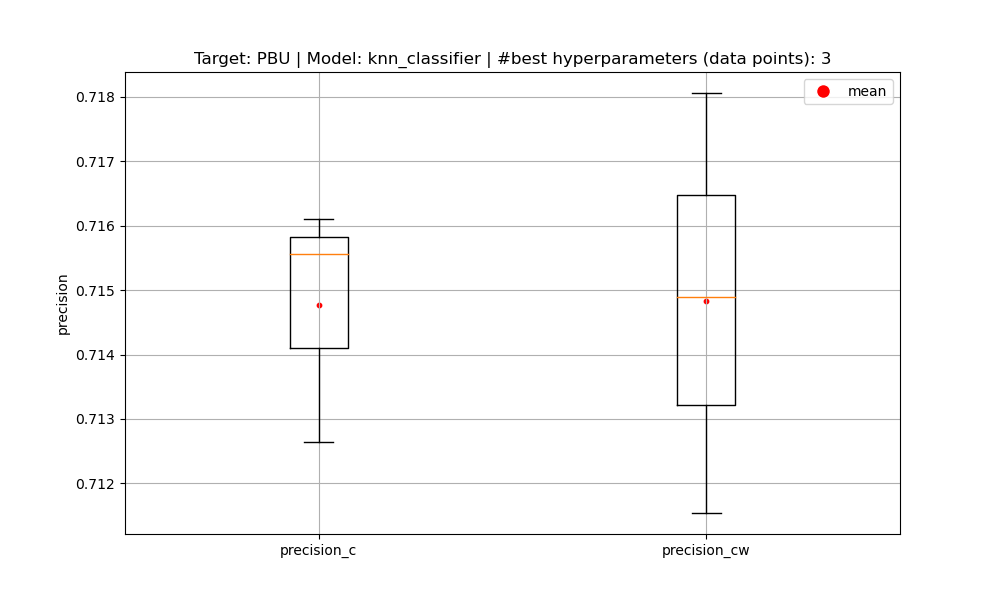 Target: PBU | Model: knn_classifier | #best hyperparameters (data points): 3
mean
0.718
0.717
0.716
0.715
0.714
0.713
0.712
precision
precision_c
precision_cw